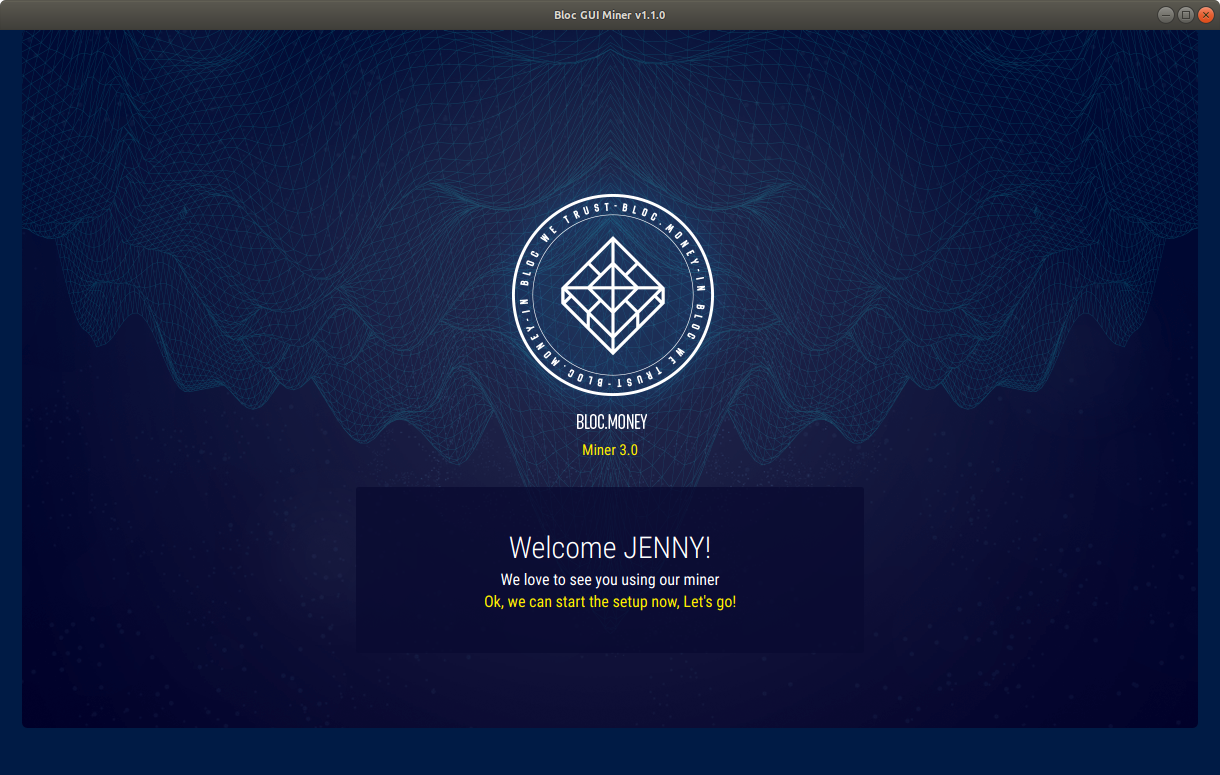 Bloc GUI Miner v1.1.0
BLOC.MONEY-IN BLOC WE TRUST-BLOC.MONEY-IN BLOC WE TRUST-
BLOC.MONEY
Miner 3.0
Welcome JENNY!
We love to see you using our miner
Ok, we can start the setup now, Let's go!